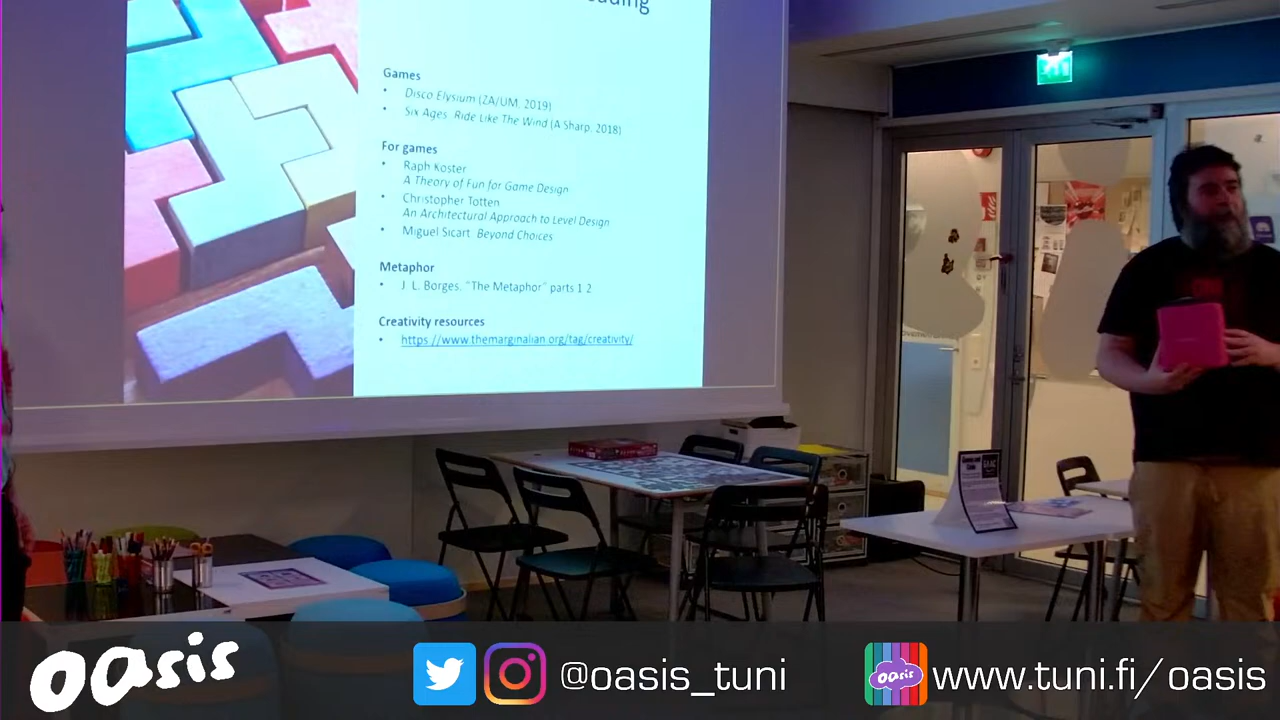 Games
• Disco Elysium (ZA/UM, 2019)
• Six Ages: Ride Like The Wind (A Sharp, 2018)
For games
• Raph Koster
A Theory of Fun for Game Design
• Christopher Totten
An Architectural Approach to Level Design
• Miguel Sicart. Beyond Choices
Metaphor
• J. L. Borges. "The Metaphor" parts 1 2
Creativity resources
• https://www.themarginalian.org/tag/creativity/
oasis
@oasis_tuni
oasis
www.tuni.fi/oasis